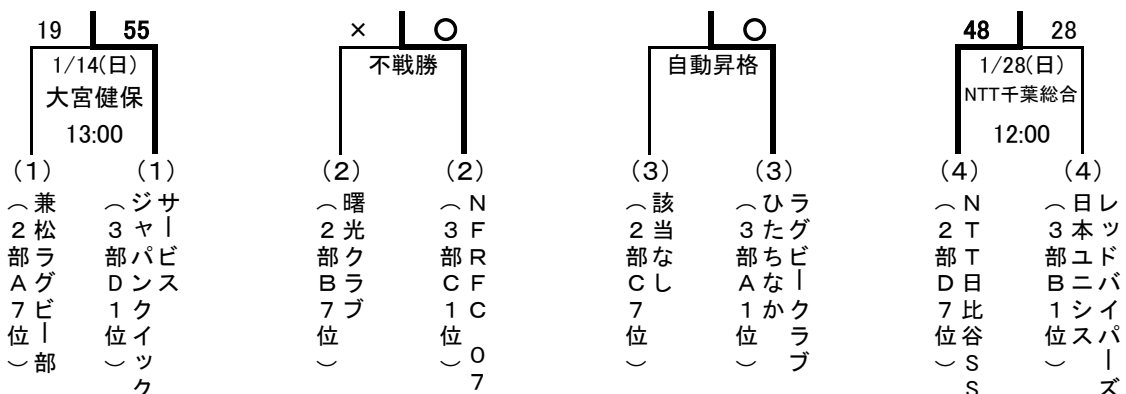 19 55
1/14(日)
大宮健保
13:00
(1) (1)
兼松ラグビー部
(2部A7位)
サービス
ジャパンクイック
(3部D1位)
× ○
不戦勝
(2) (2)
曙光クラブ
(2部B7位)
NFRFC 07
(3部C1位)
○
自動昇格
(3) (3)
該当なし
(2部C7位)
ラグビークラブ
ひたちなか
(3部A1位)
48 28
1/28(日)
NTT千葉総合
12:00
(4) (4)
NTT日比谷SS
(2部D7位)
レッドバイパーズ
日本ユニシス
(3部B1位)